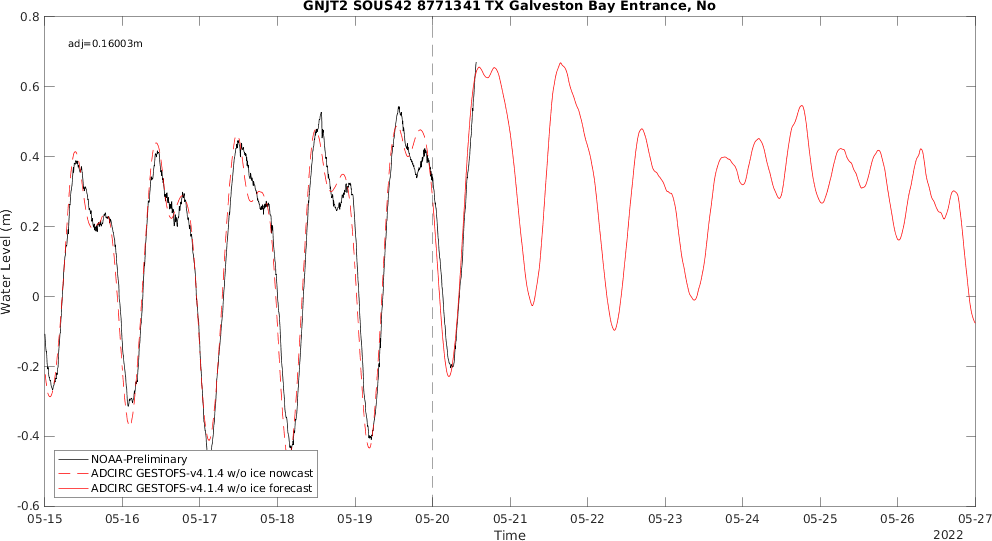 GNJT2 SOUS42 8771341 TX Galveston Bay Entrance, No
adj=0.16003m
0.8
0.6
0.4
0.2
0
-0.2
-0.4
-0.6
Water Level (m)
NOAA-Preliminary
ADCIRC GESTOFS-v4.1.4 w/o ice nowcast
ADCIRC GESTOFS-v4.1.4 w/o ice forecast
05-15 05-16 05-17 05-18 05-19 05-20 05-21 05-22 05-23 05-24 05-25 05-26 05-27
Time
2022